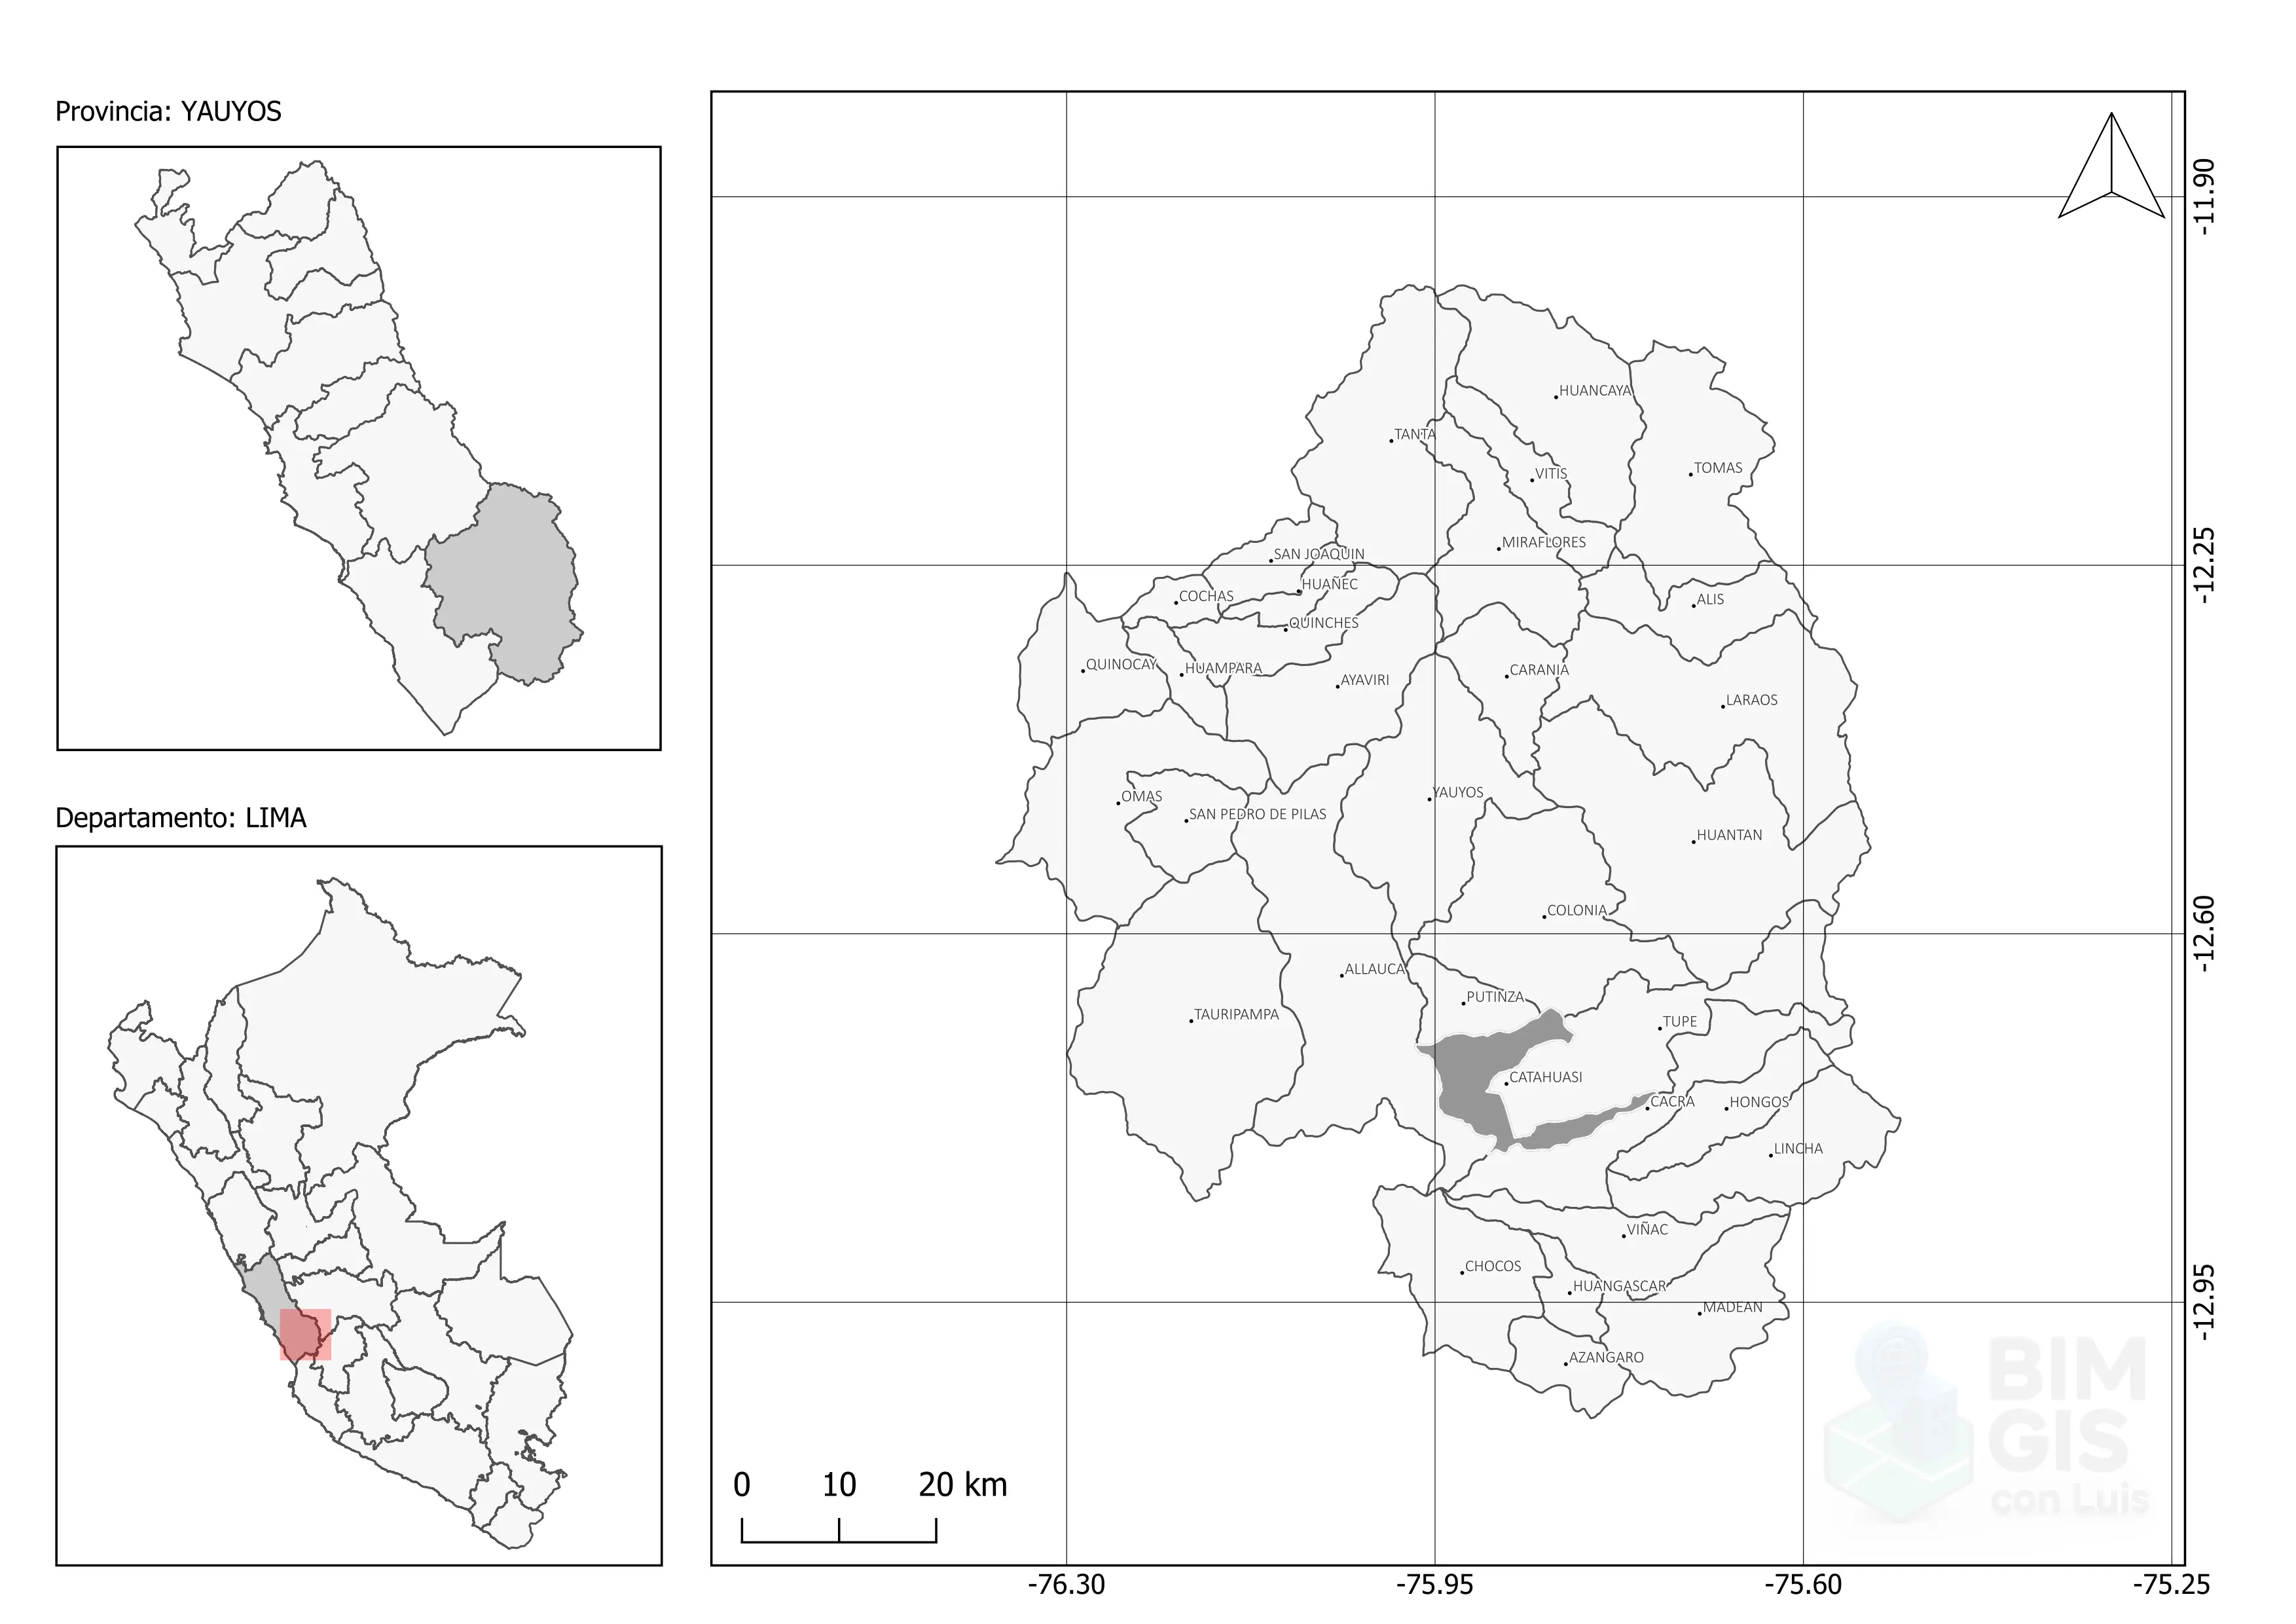 Provincia: YAUYOS
Departamento: LIMA
HUANCAYA
TANTA
TOMAS
VITIS
MIRAFLORES
SAN JOAQUIN
HUAÑEC
COCHAS
ALIS
QUINCHES
QUINOCAY
HUAMPARA
CARANIA
AYAVIRI
LARAOS
YAUYOS
OMAS
SAN PEDRO DE PILAS
HUANTAN
COLONIA
ALLAUCA
PUTINZA
TAURIPAMPA
TUPE
CATAHUASI
CACRA
HONGOS
LINCHA
VIÑAC
CHOCOS
HUANGASCAR
MADEAN
AZANGARO
0 10 20 km
-76.30 -75.95 -75.60 -75.25
-11.90
-12.25
-12.60
-12.95
BIM
GIS
con Luis